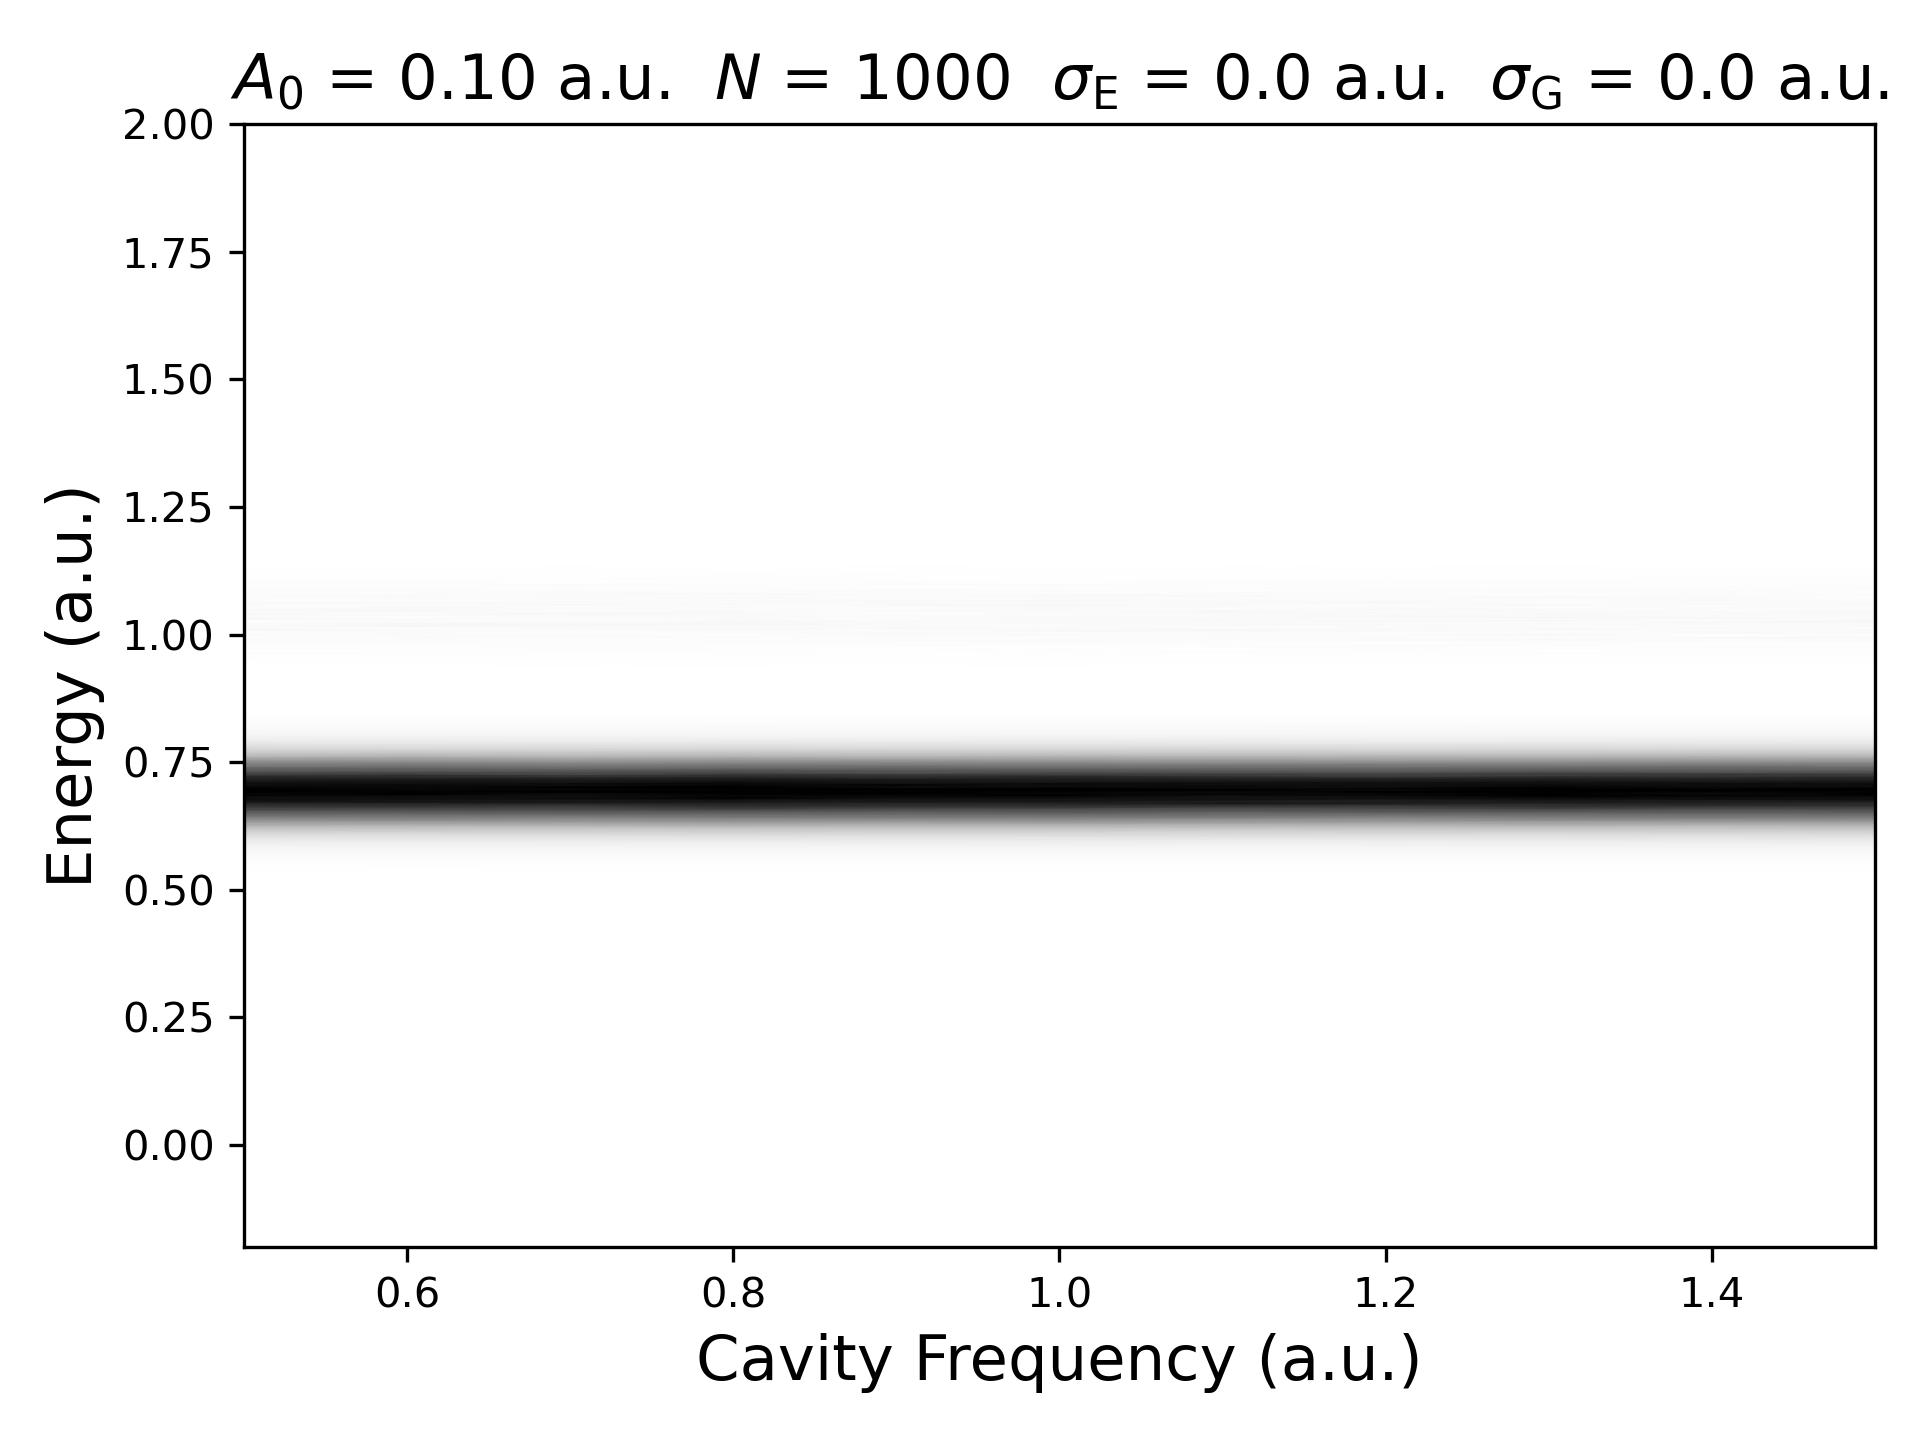 A₀ = 0.10 a.u. N = 1000 σ_E = 0.0 a.u. σ_G = 0.0 a.u.
2.00
1.75
1.50
1.25
1.00
0.75
0.50
0.25
0.00
Energy (a.u.)
0.6 0.8 1.0 1.2 1.4
Cavity Frequency (a.u.)